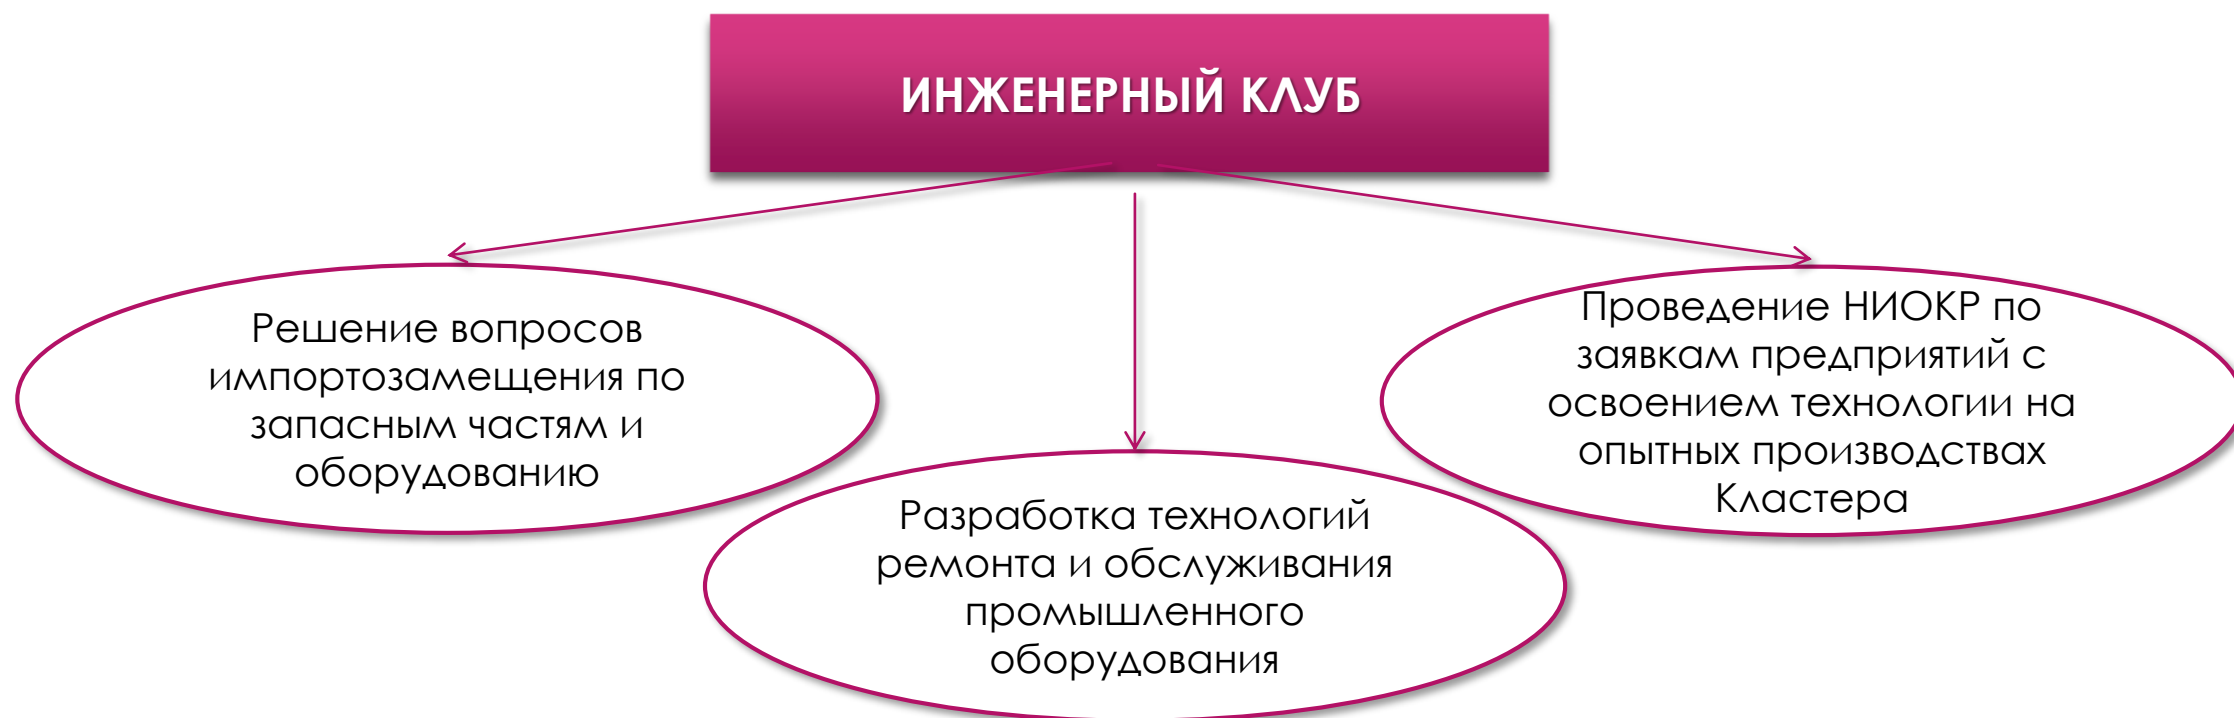 ИНЖЕНЕРНЫЙ КЛУБ
Решение вопросов
импортозамещения по
запасным частям и
оборудованию
Разработка технологий
ремонта и обслуживания
промышленного
оборудования
Проведение НИОКР по
заявкам предприятий с
освоением технологии на
опытных производствах
Кластера